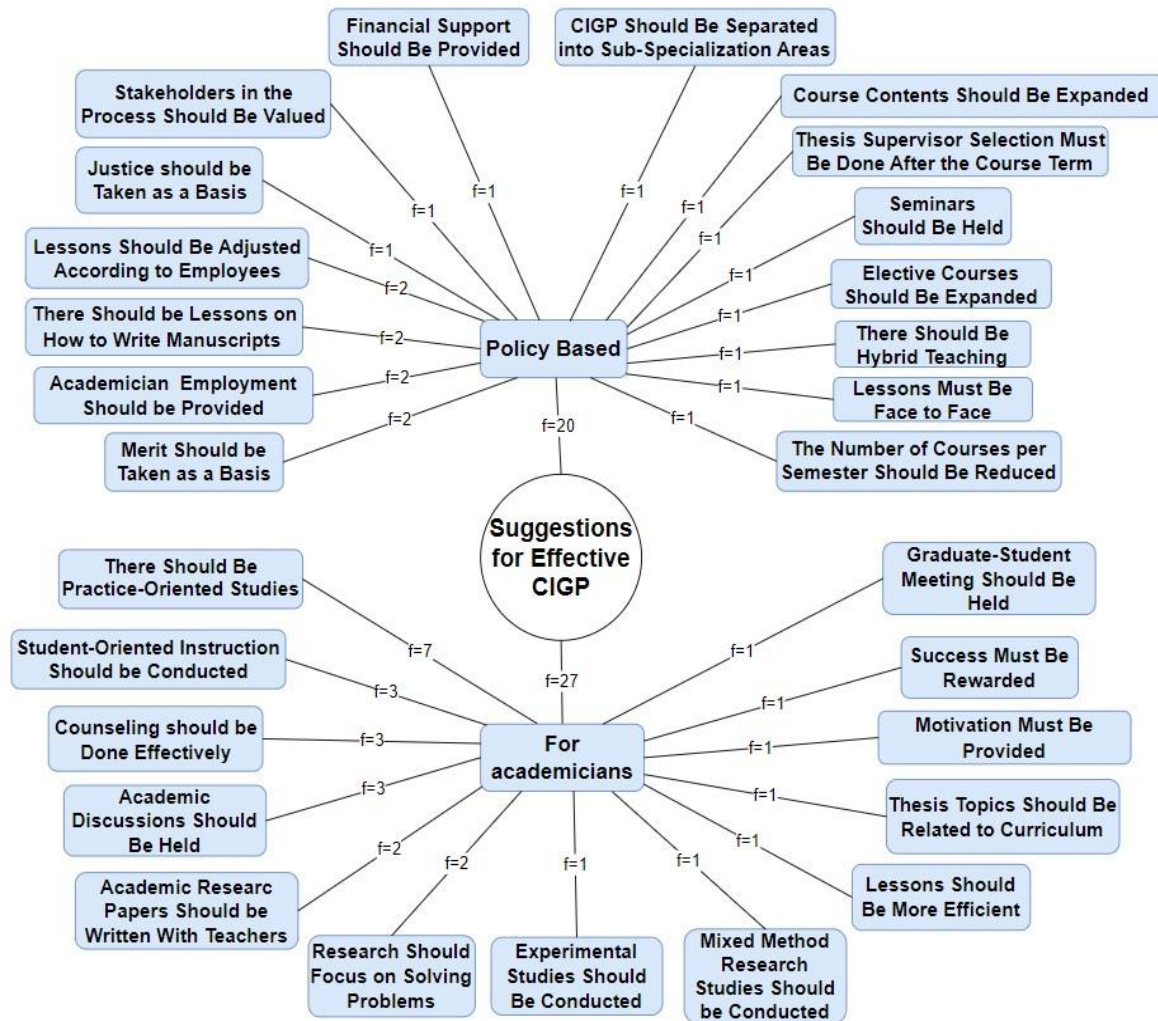 Financial Support
Should Be Provided
CIGP Should Be Separated
into Sub-Specialization Areas
Stakeholders in the
Process Should Be Valued
Course Contents Should Be Expanded
Justice should be
Taken as a Basis
Thesis Supervisor Selection Must
Be Done After the Course Term
Lessons Should Be Adjusted
According to Employees
Seminars
Should Be Held
There Should be Lessons on
How to Write Manuscripts
Elective Courses
Should Be Expanded
Academician Employment
Should be Provided
There Should Be
Hybrid Teaching
Merit Should be
Taken as a Basis
Lessons Must Be
Face to Face
The Number of Courses per
Semester Should Be Reduced
f=1
f=1
f=1
f=1
f=1
f=1
f=1
f=2
f=1
f=2
f=1
f=2
f=1
f=2
f=1
f=1
Policy Based
f=20
Suggestions
for Effective
CIGP
f=27
For
academicians
There Should Be
Practice-Oriented Studies
f=7
Student-Oriented Instruction
Should be Conducted
f=3
Counseling should be
Done Effectively
f=3
Academic
Discussions Should
Be Held
f=3
Academic Researc
Papers Should be
Written With Teachers
f=2
Research Should
Focus on Solving
Problems
f=2
Experimental
Studies Should
Be Conducted
f=1
Mixed Method
Research
Studies Should
be Conducted
f=1
Lessons Should
Be More Efficient
f=1
Thesis Topics Should Be
Related to Curriculum
f=1
Motivation Must Be
Provided
f=1
Success Must Be
Rewarded
f=1
Graduate-Student
Meeting Should Be
Held
f=1